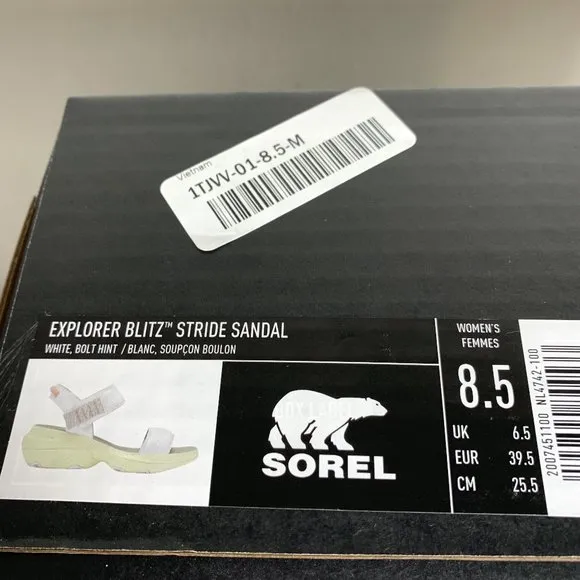 Vietnam
1TJVV-01-8.5-M
EXPLORER BLITZ™ STRIDE SANDAL
WHITE, BOLT HINT / BLANC, SOUPÇON BOULON
SOREL
WOMEN'S
FEMMES
8.5
UK 6.5
EUR 39.5
CM 25.5
2007451100 NL4742-100